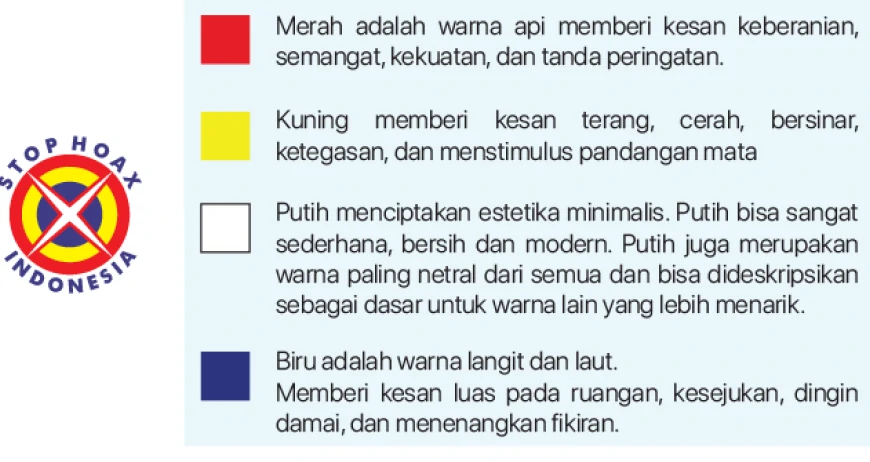 STOP HOAX
INDONESIA
Merah adalah warna api memberi kesan keberanian,
semangat, kekuatan, dan tanda peringatan.
Kuning memberi kesan terang, cerah, bersinar,
ketegasan, dan menstimulus pandangan mata
Putih menciptakan estetika minimalis. Putih bisa sangat
sederhana, bersih dan modern. Putih juga merupakan
warna paling netral dari semua dan bisa dideskripsikan
sebagai dasar untuk warna lain yang lebih menarik.
Biru adalah warna langit dan laut.
Memberi kesan luas pada ruangan, kesejukan, dingin
damai, dan menenangkan fikiran.